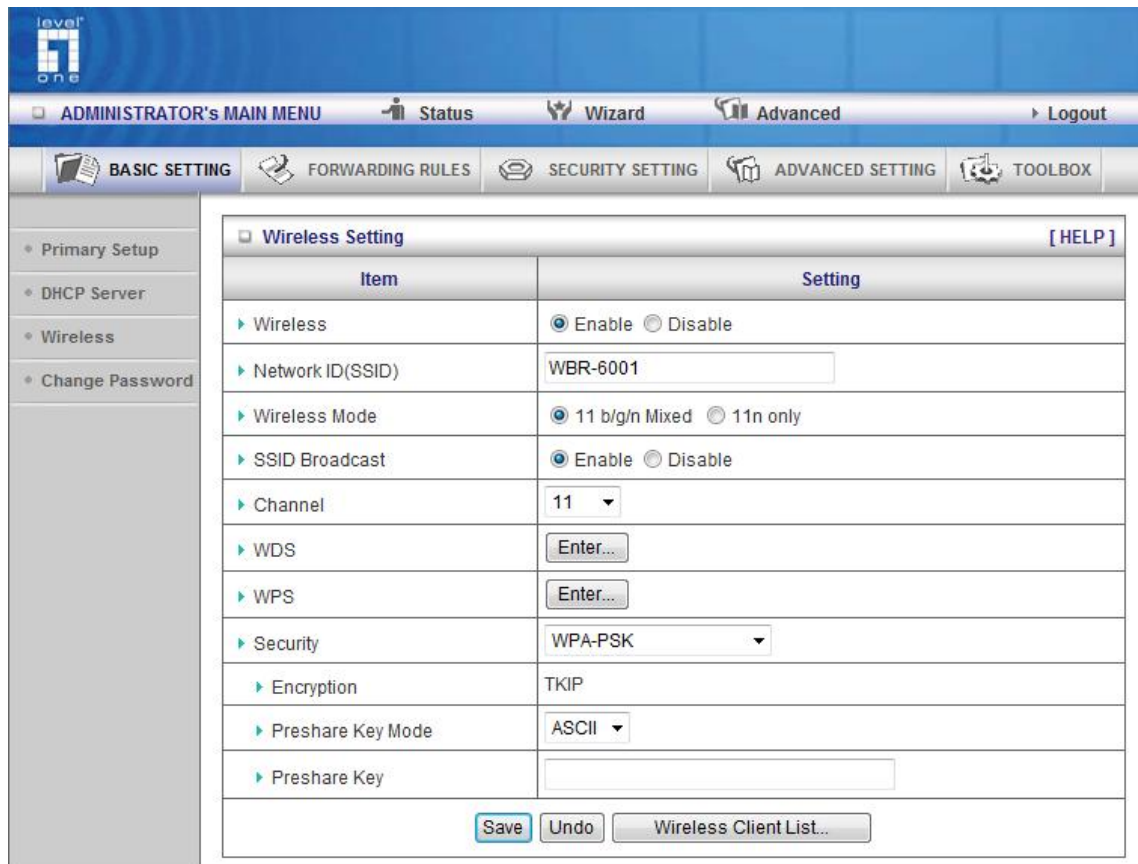 level
one
ADMINISTRATOR's MAIN MENU Status Wizard Advanced Logout
BASIC SETTING FORWARDING RULES SECURITY SETTING ADVANCED SETTING TOOLBOX
Primary Setup
DHCP Server
Wireless
Change Password
Wireless Setting [ HELP ]
Item Setting
Wireless Enable Disable
Network ID(SSID) WBR-6001
Wireless Mode 11 b/g/n Mixed 11n only
SSID Broadcast Enable Disable
Channel 11
WDS Enter...
WPS Enter...
Security WPA-PSK
Encryption TKIP
Preshare Key Mode ASCII
Preshare Key
Save Undo Wireless Client List...